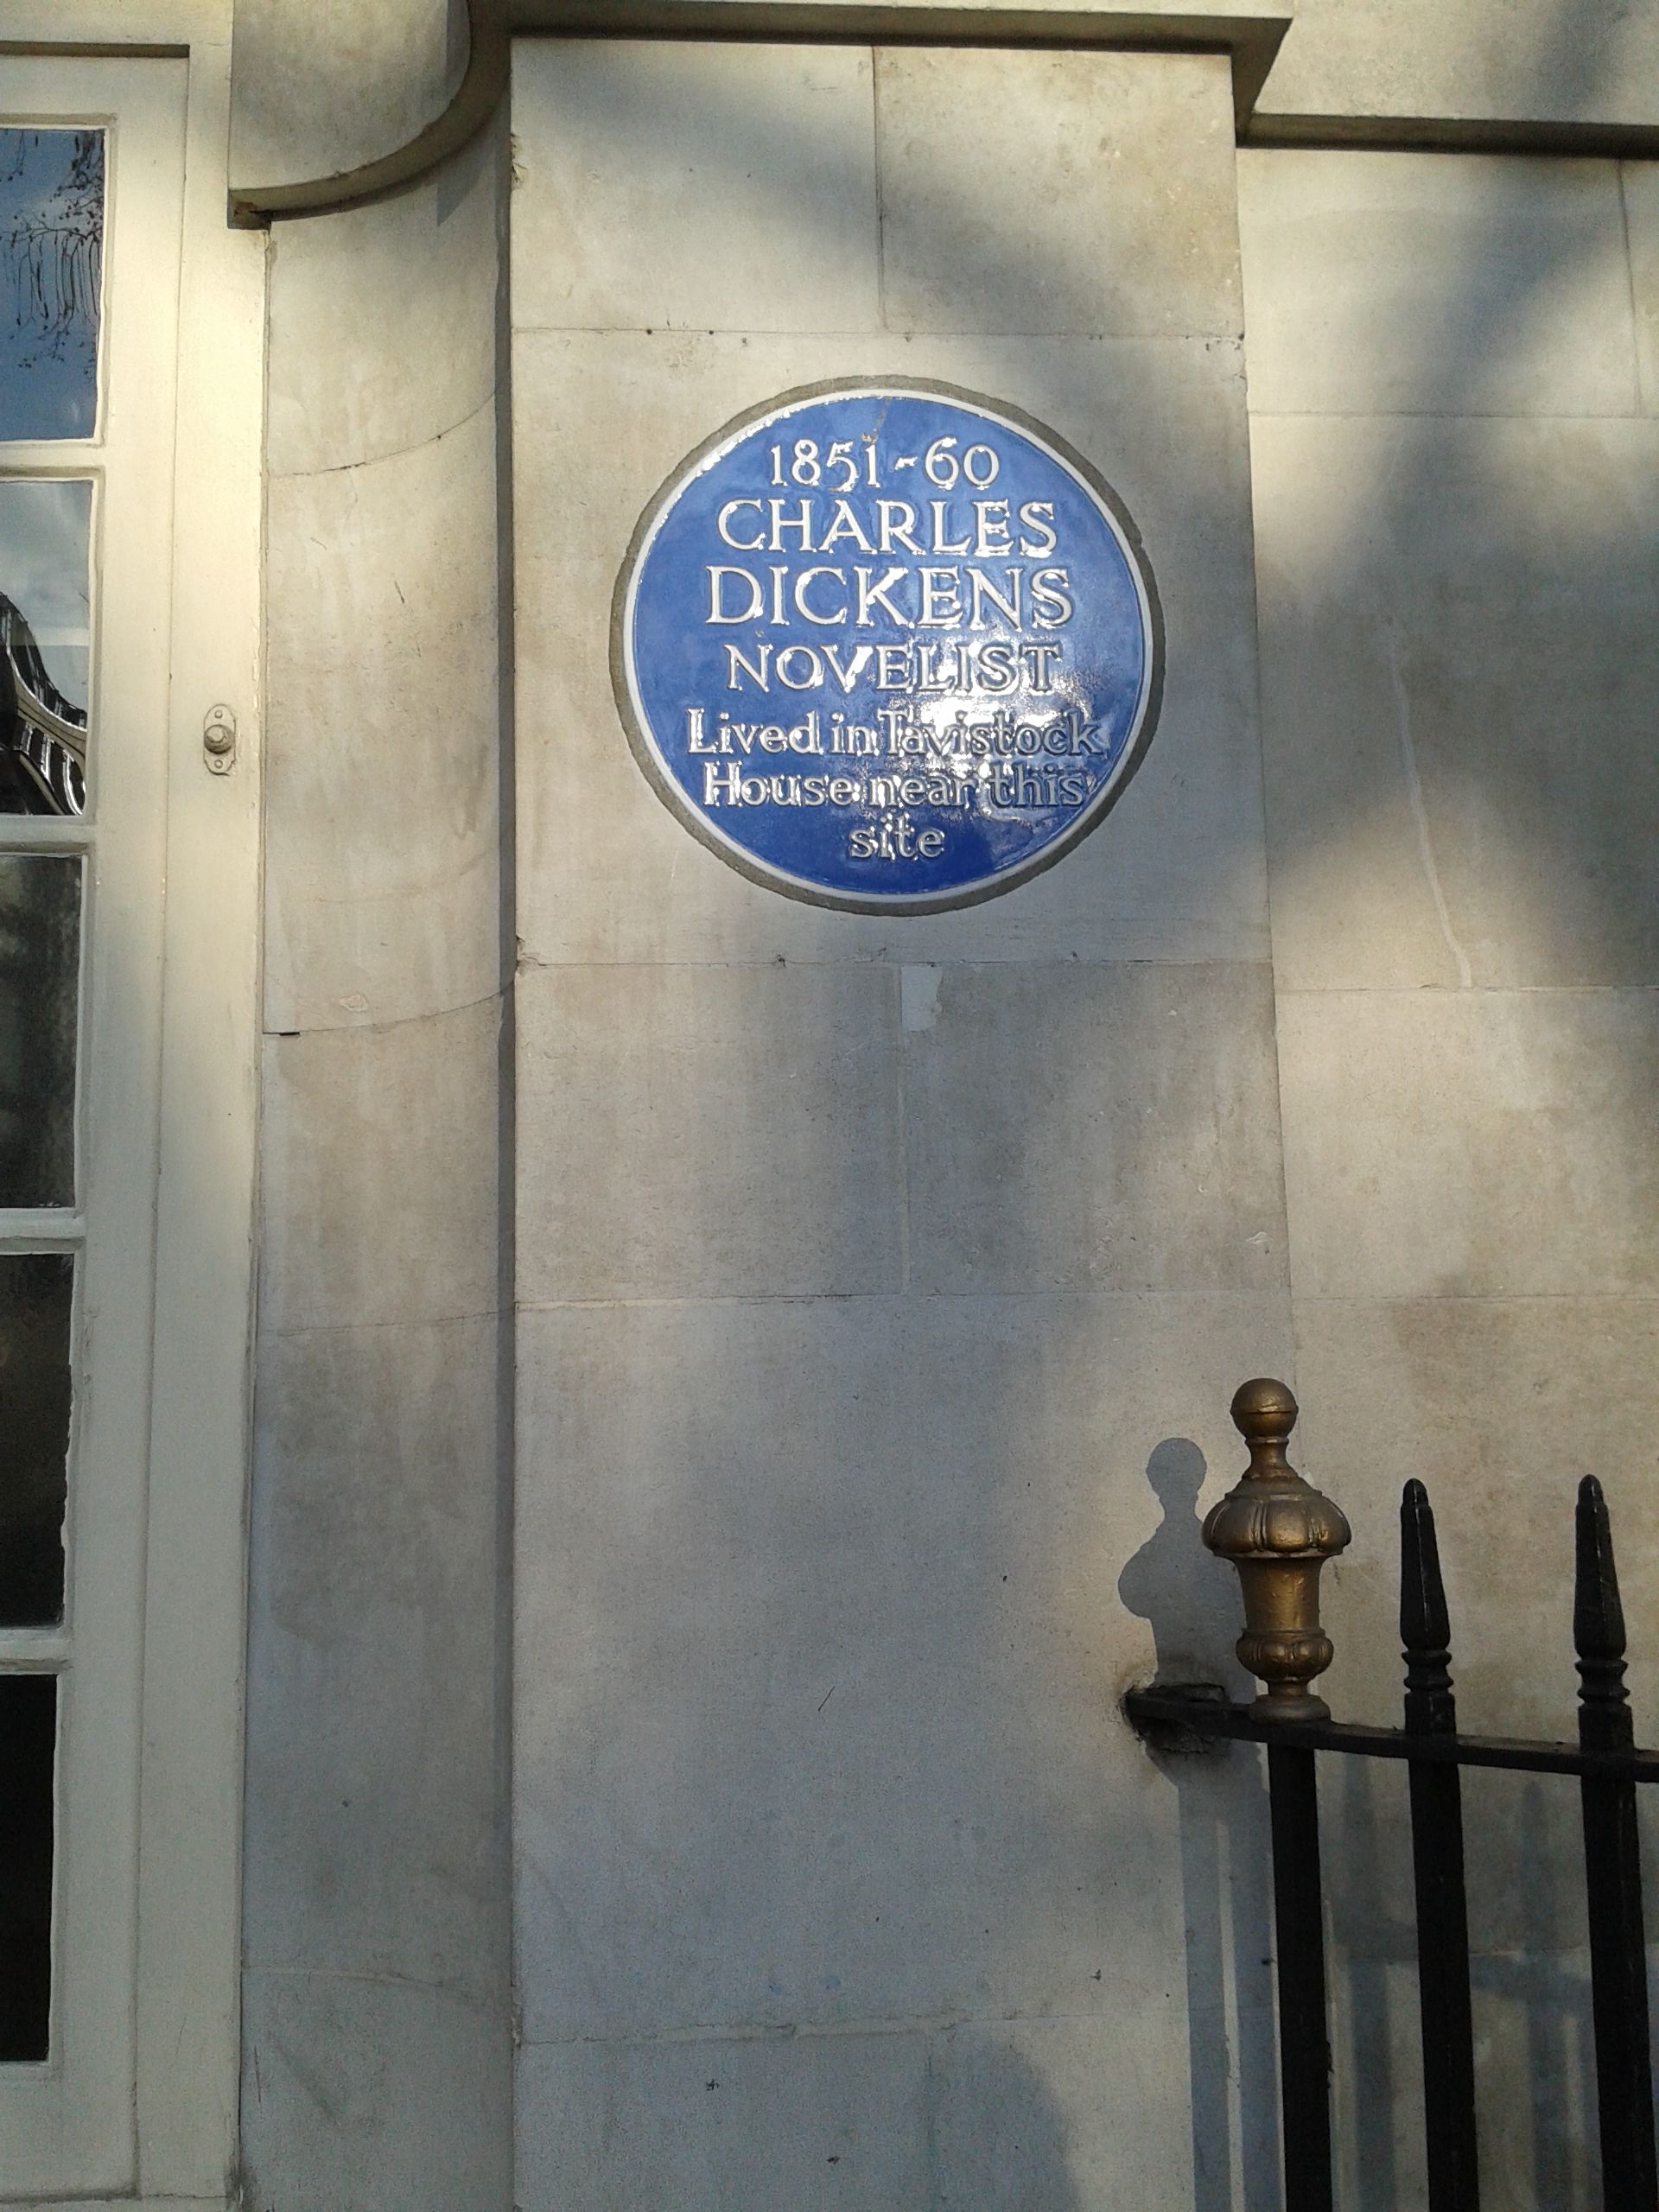 1851-60
CHARLES
DICKENS
NOVELIST
Lived in Tavistock
House near this
site